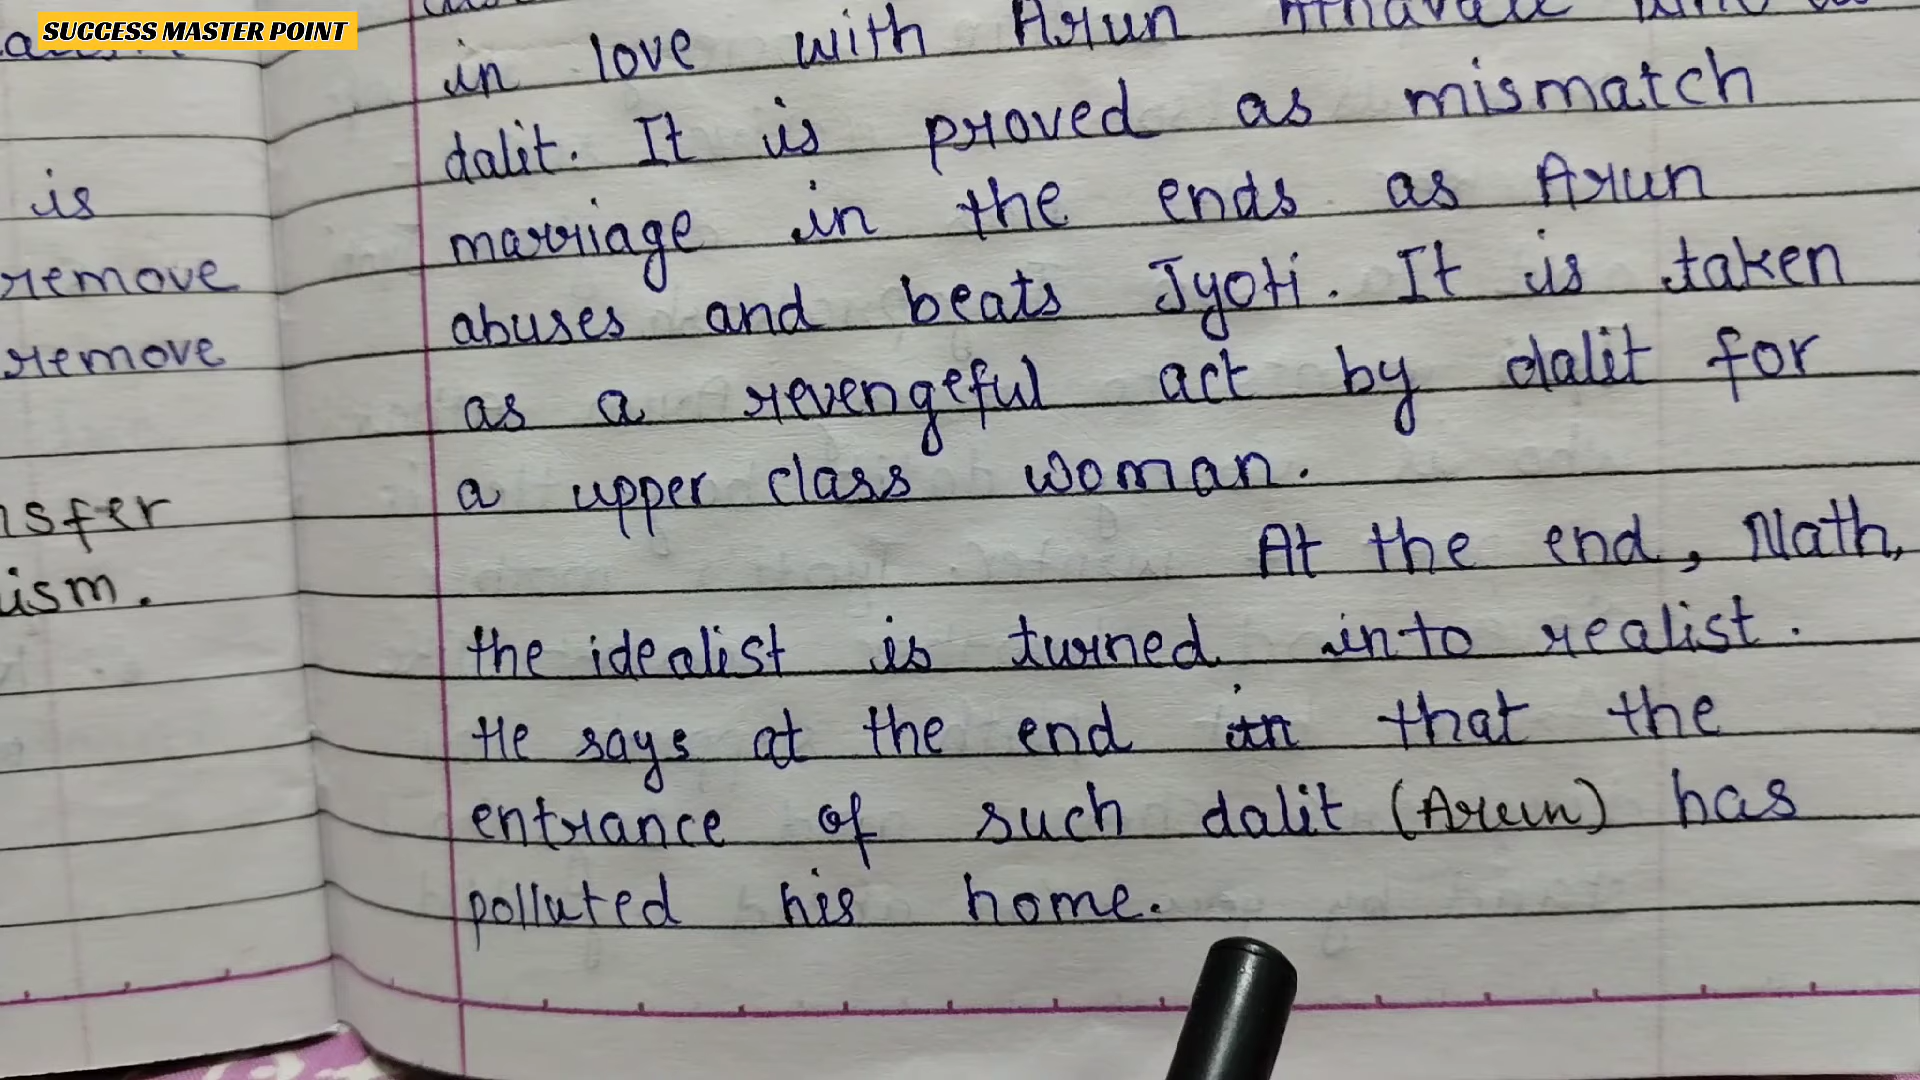 SUCCESS MASTER POINT
is
remove
remove
ism.
in love with Arun
dalit. It is proved as mismatch
marriage in the ends as Arun
abuses and beats Jyoti. It is taken
as a revengeful act by dalit for
a upper class woman.
At the end, Nath,
the idealist is turned into realist.
He says at the end in that the
entrance of such dalit (Arun) has
polluted his home.